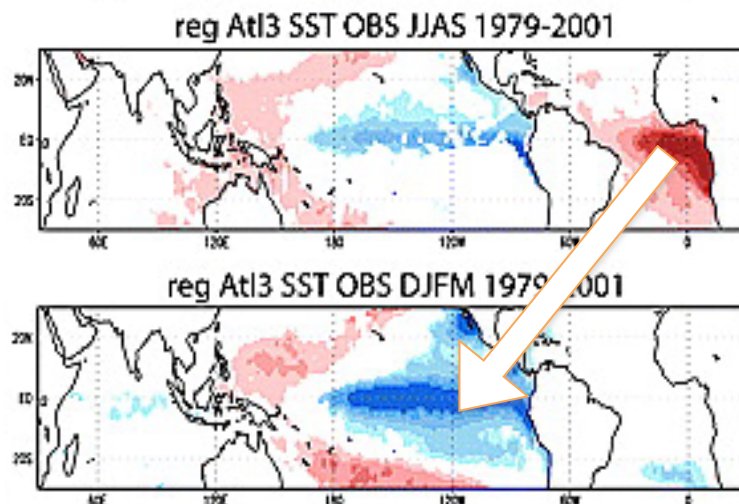 reg Atl3 SST OBS JJAS 1979-2001
20N
EQ
20S
60E 120E 180 120W 60W 0
reg Atl3 SST OBS DJFM 1979-2001
20N
EQ
20S
60E 120E 180 120W 60W 0